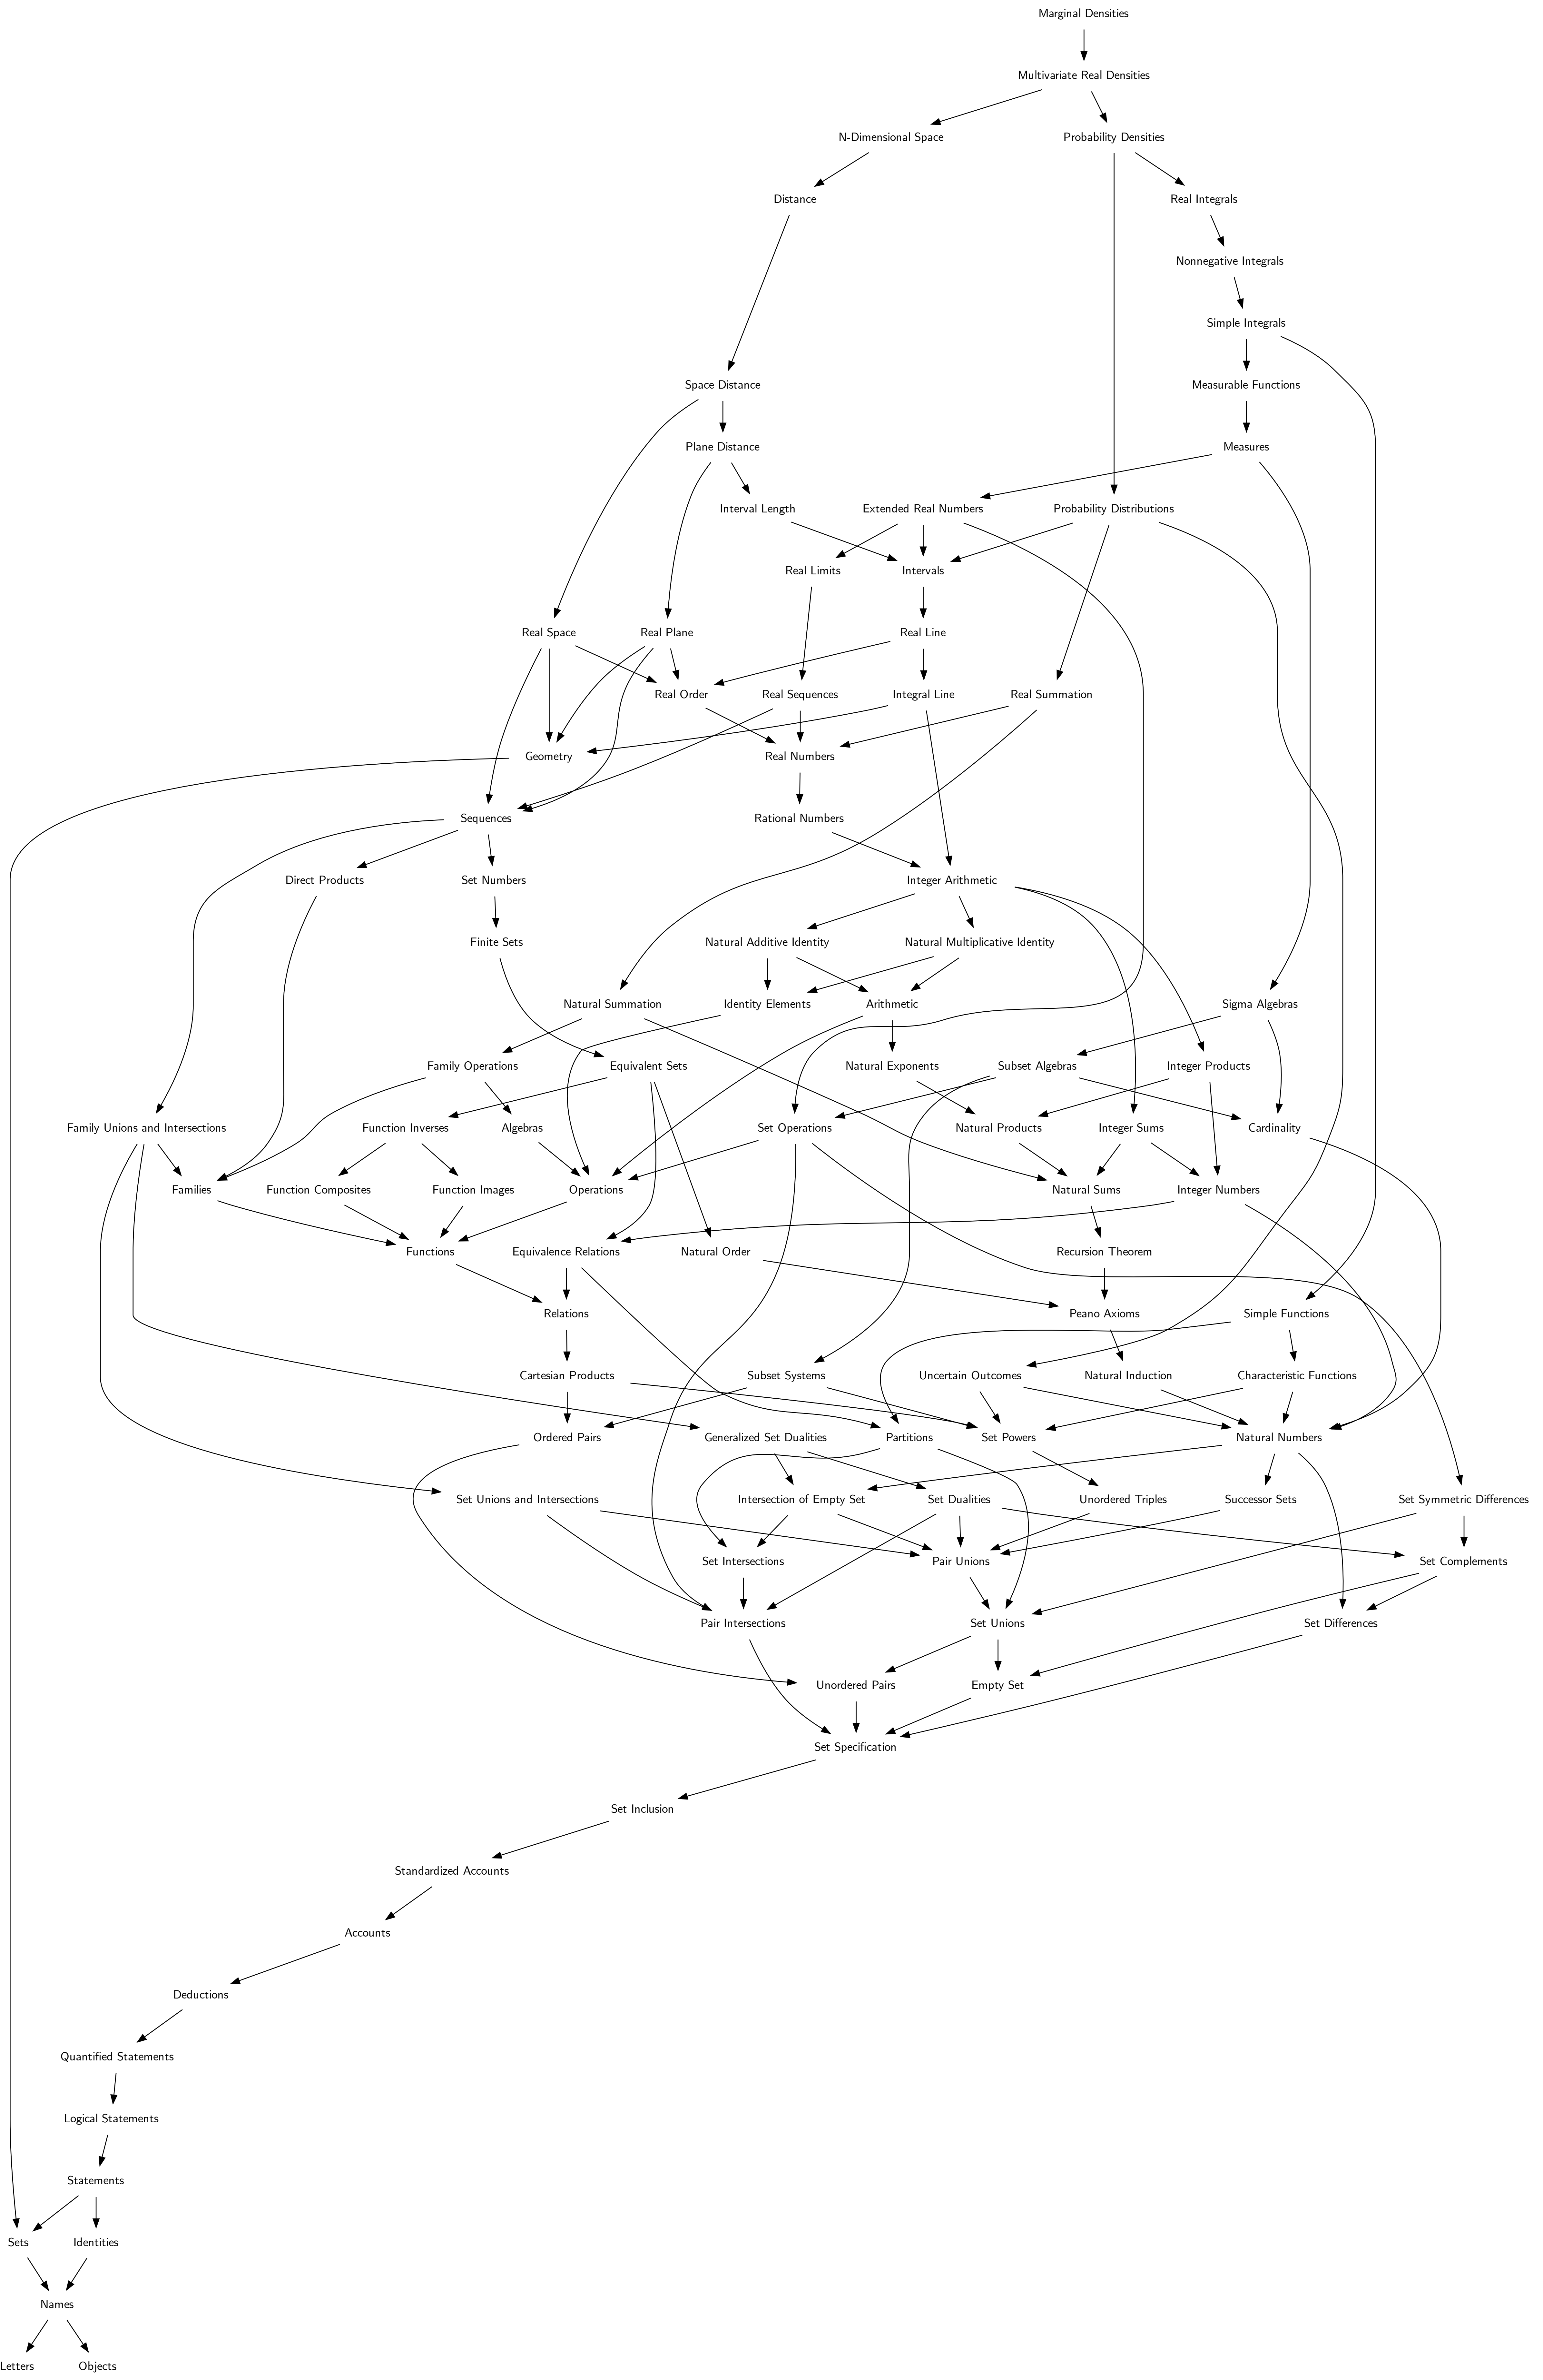 Marginal Densities
Multivariate Real Densities
N-Dimensional Space
Probability Densities
Distance
Real Integrals
Nonnegative Integrals
Simple Integrals
Space Distance
Measurable Functions
Plane Distance
Measures
Interval Length
Extended Real Numbers
Probability Distributions
Real Limits
Intervals
Real Space
Real Plane
Real Line
Real Order
Real Sequences
Integral Line
Real Summation
Geometry
Real Numbers
Sequences
Rational Numbers
Direct Products
Set Numbers
Integer Arithmetic
Finite Sets
Natural Additive Identity
Natural Multiplicative Identity
Natural Summation
Identity Elements
Arithmetic
Sigma Algebras
Family Operations
Equivalent Sets
Natural Exponents
Subset Algebras
Integer Products
Family Unions and Intersections
Function Inverses
Algebras
Set Operations
Natural Products
Integer Sums
Cardinality
Families
Function Composites
Function Images
Operations
Natural Sums
Integer Numbers
Functions
Equivalence Relations
Natural Order
Recursion Theorem
Relations
Peano Axioms
Simple Functions
Cartesian Products
Subset Systems
Uncertain Outcomes
Natural Induction
Characteristic Functions
Ordered Pairs
Generalized Set Dualities
Partitions
Set Powers
Natural Numbers
Set Unions and Intersections
Intersection of Empty Set
Set Dualities
Unordered Triples
Successor Sets
Set Symmetric Differences
Set Intersections
Pair Unions
Set Complements
Pair Intersections
Set Unions
Set Differences
Unordered Pairs
Empty Set
Set Specification
Set Inclusion
Standardized Accounts
Accounts
Deductions
Quantified Statements
Logical Statements
Statements
Sets
Identities
Names
Letters
Objects